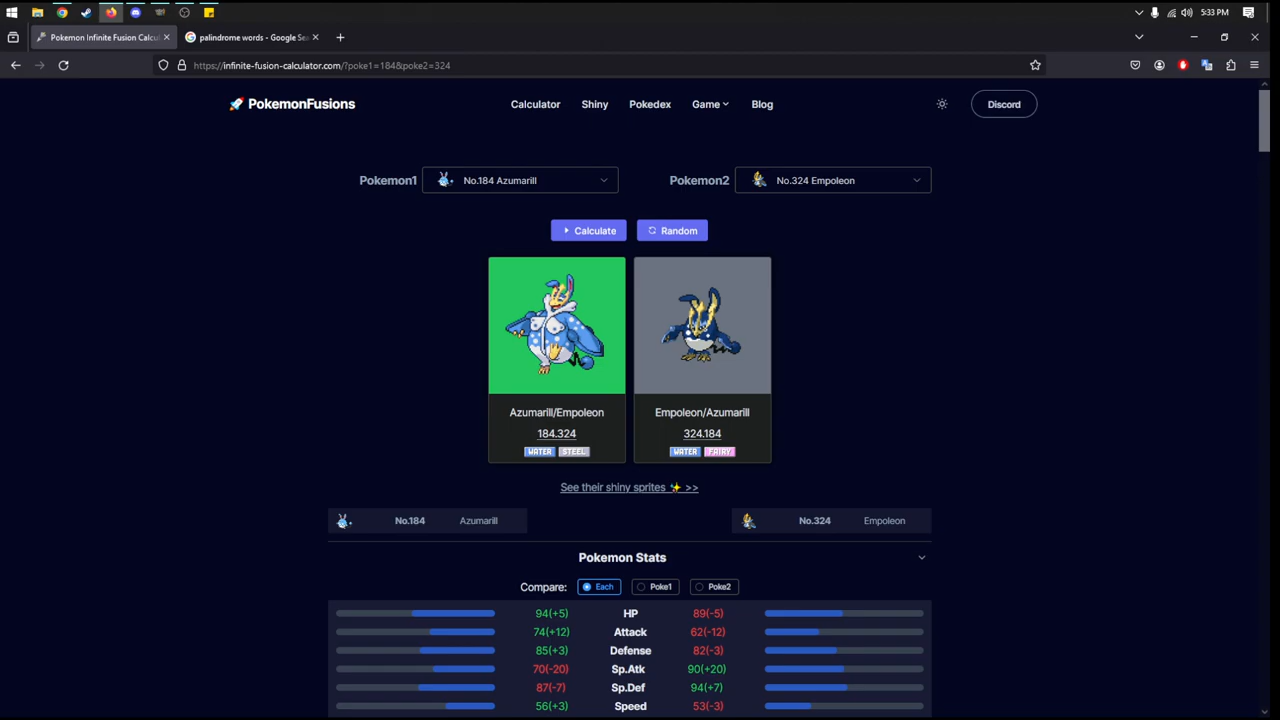 5:33 PM
Pokemon Infinite Fusion Calcu
palindrome words - Google Sea
https://infinite-fusion-calculator.com/?poke1=184&poke2=324
PokemonFusions
Calculator Shiny Pokedex Game Blog
Discord
Pokemon1 No.184 Azumarill Pokemon2 No.324 Empoleon
Calculate Random
Azumarill/Empoleon Empoleon/Azumarill
184.324 324.184
WATER STEEL WATER FAIRY
See their shiny sprites ✨ >>
No.184 Azumarill No.324 Empoleon
Pokemon Stats
Compare: Each Poke1 Poke2
94(+5) HP 89(-5)
74(+12) Attack 62(-12)
85(+3) Defense 82(-3)
70(-20) Sp.Atk 90(+20)
87(-7) Sp.Def 94(+7)
56(+3) Speed 53(-3)